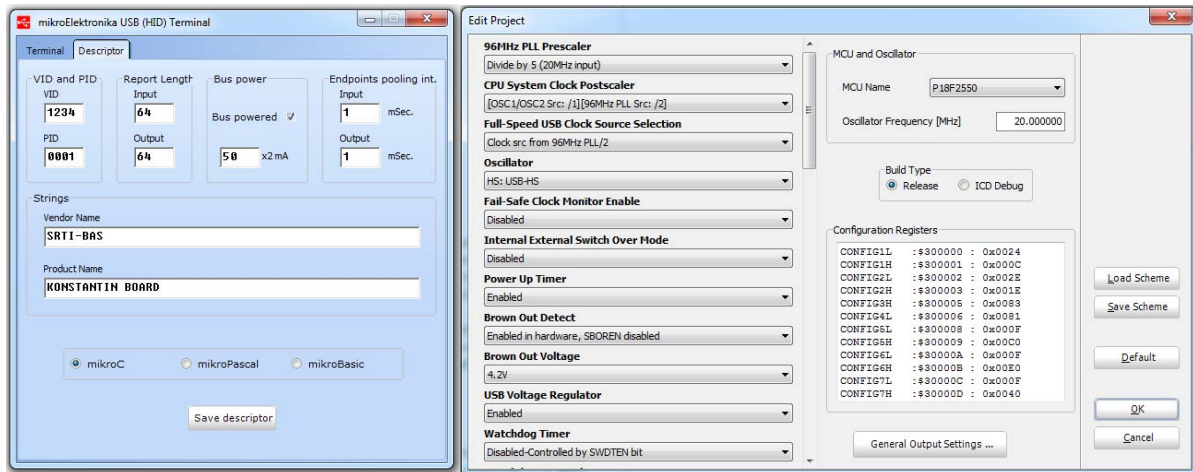 mikroElektronika USB (HID) Terminal
Terminal Descriptor
VID and PID Report Length Bus power Endpoints pooling int.
VID Input Input
1234 64 Bus powered 1 mSec.
PID Output Output
0001 64 50 x2 mA 1 mSec.
Strings
Vendor Name
SRTI-BAS
Product Name
KONSTANTIN BOARD
mikroC mikroPascal mikroBasic
Save descriptor
Edit Project
96MHz PLL Prescaler
Divide by 5 (20MHz input)
CPU System Clock Postscaler
[OSC1/OSC2 Src: /1][96MHz PLL Src: /2]
Full-Speed USB Clock Source Selection
Clock src from 96MHz PLL/2
Oscillator
HS: USB-HS
Fail-Safe Clock Monitor Enable
Disabled
Internal External Switch Over Mode
Disabled
Power Up Timer
Enabled
Brown Out Detect
Enabled in hardware, SBOREN disabled
Brown Out Voltage
4.2V
USB Voltage Regulator
Enabled
Watchdog Timer
Disabled-Controlled by SWDTEN bit
MCU and Oscillator
MCU Name P18F2550
Oscillator Frequency [MHz] 20.000000
Build Type
Release ICD Debug
Configuration Registers
CONFIG1L :$300000 : 0x0024
CONFIG1H :$300001 : 0x000C
CONFIG2L :$300002 : 0x002E
CONFIG2H :$300003 : 0x001E
CONFIG3H :$300005 : 0x0083
CONFIG4L :$300006 : 0x0081
CONFIG5L :$300008 : 0x000F
CONFIG5H :$300009 : 0x00C0
CONFIG6L :$30000A : 0x000F
CONFIG6H :$30000B : 0x00E0
CONFIG7L :$30000C : 0x000F
CONFIG7H :$30000D : 0x0040
General Output Settings ...
Load Scheme
Save Scheme
Default
OK
Cancel